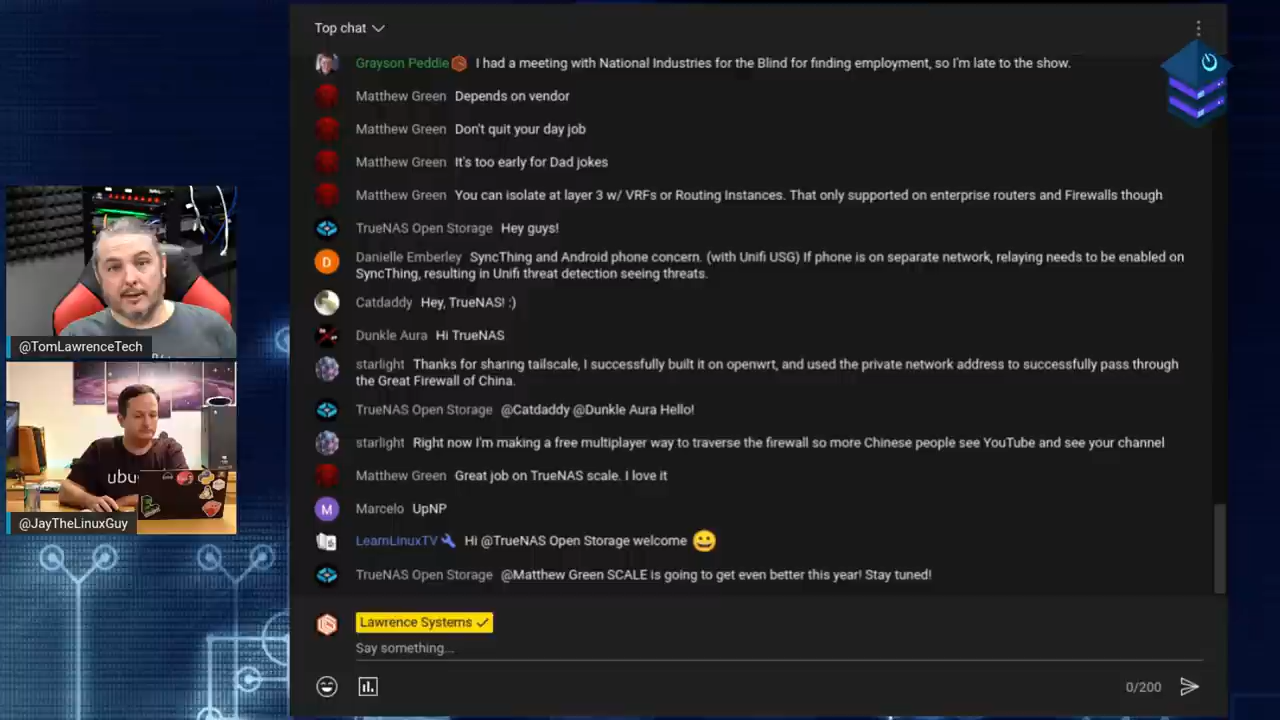 Top chat
Grayson Peddie I had a meeting with National Industries for the Blind for finding employment, so I'm late to the show.
Matthew Green Depends on vendor
Matthew Green Don't quit your day job
Matthew Green It's too early for Dad jokes
Matthew Green You can isolate at layer 3 w/ VRFs or Routing Instances. That only supported on enterprise routers and Firewalls though
TrueNAS Open Storage Hey guys!
D
Danielle Emberley SyncThing and Android phone concern. (with Unifi USG) If phone is on separate network, relaying needs to be enabled on
SyncThing, resulting in Unifi threat detection seeing threats.
Catdaddy Hey, TrueNAS! :)
Dunkle Aura Hi TrueNAS
starlight Thanks for sharing tailscale, I successfully built it on openwrt, and used the private network address to successfully pass through
the Great Firewall of China.
TrueNAS Open Storage @Catdaddy @Dunkle Aura Hello!
starlight Right now I'm making a free multiplayer way to traverse the firewall so more Chinese people see YouTube and see your channel
Matthew Green Great job on TrueNAS scale. I love it
M
Marcelo UpNP
LearnLinuxTV Hi @TrueNAS Open Storage welcome 😀
TrueNAS Open Storage @Matthew Green SCALE is going to get even better this year! Stay tuned!
Lawrence Systems
Say something...
0/200
@TomLawrenceTech
ubu
@JayTheLinuxGuy